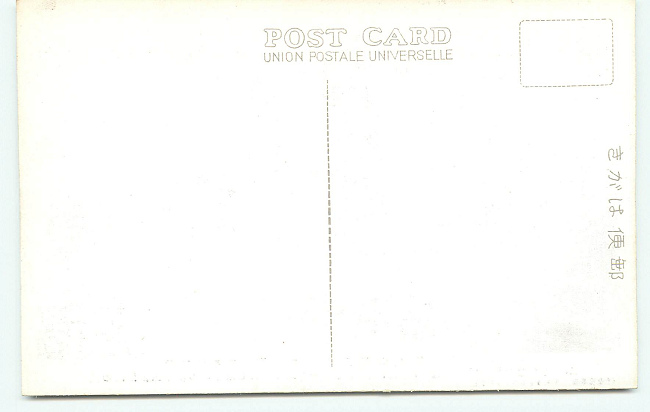 POST CARD
UNION POSTALE UNIVERSELLE
きがは便郵